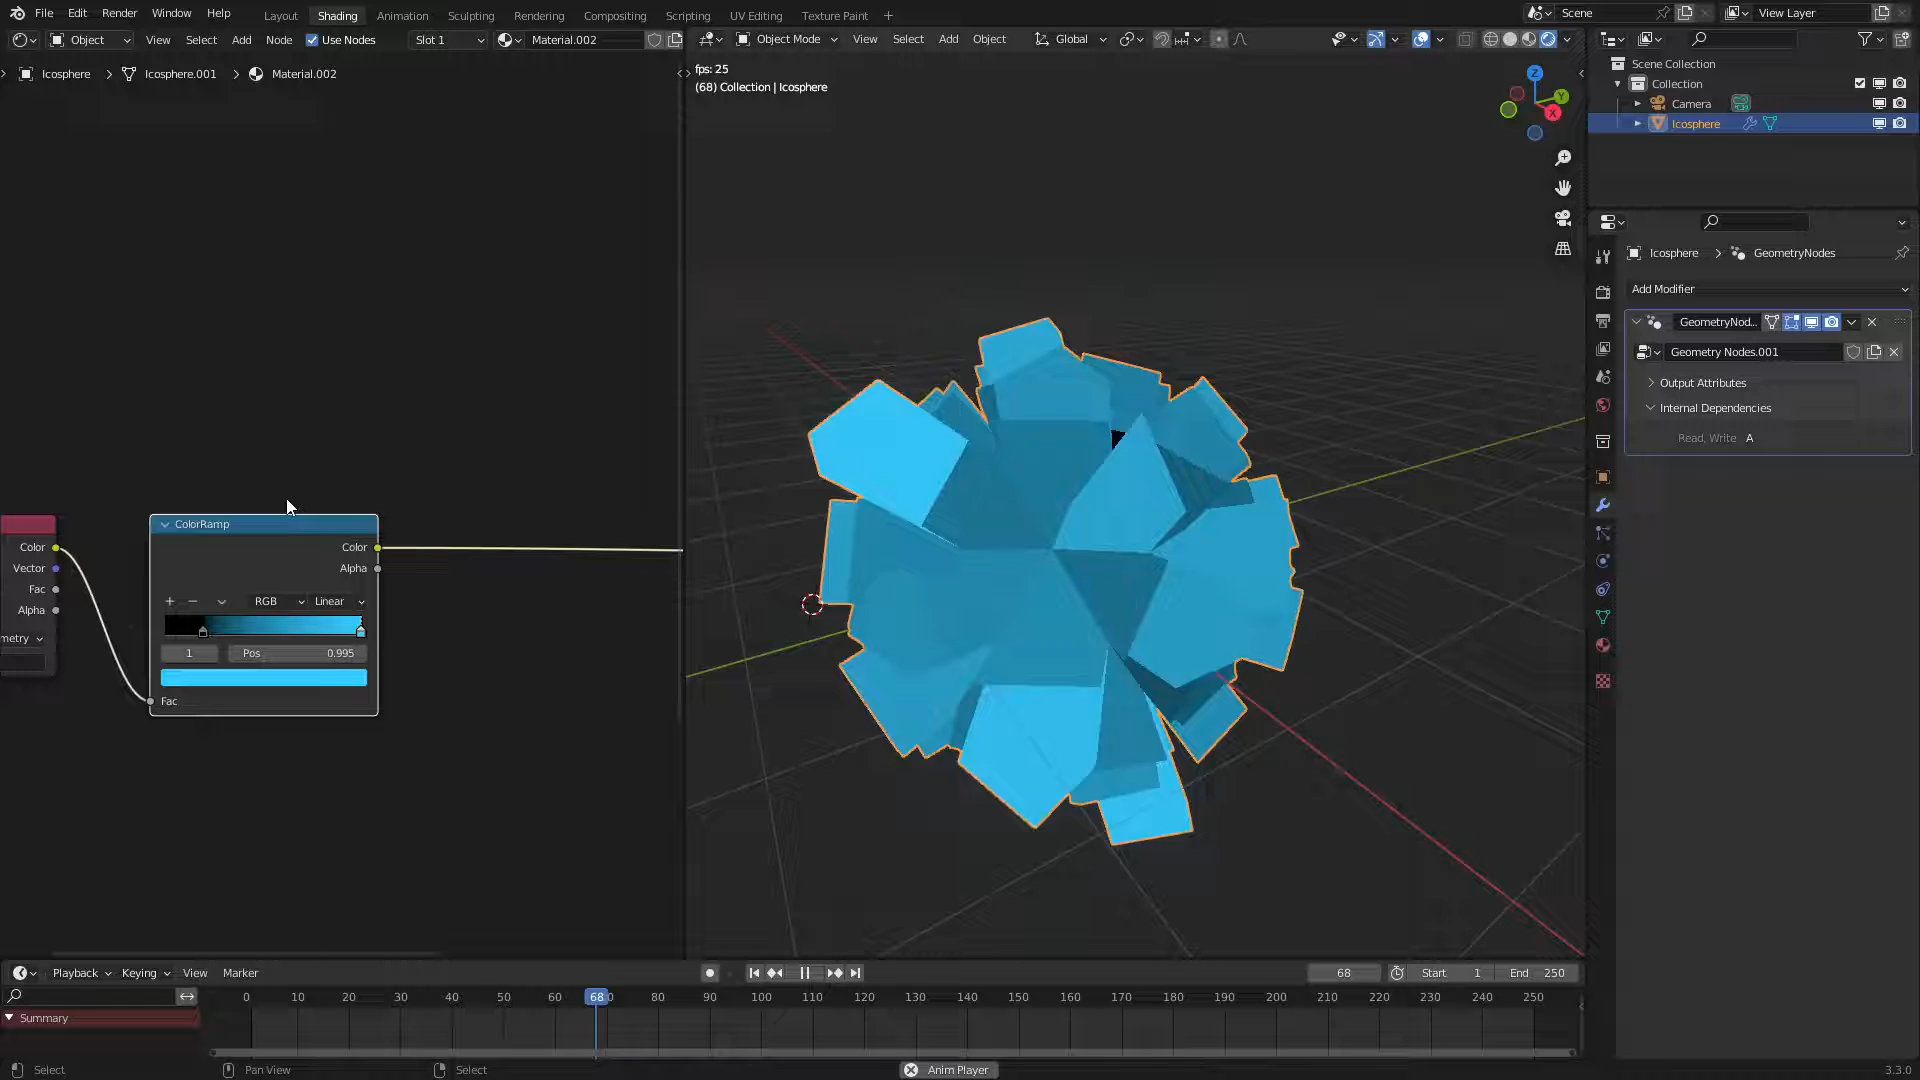 File Edit Render Window Help Layout Shading Animation Sculpting Rendering Compositing Scripting UV Editing Texture Paint + Scene View Layer
Object View Select Add Node Use Nodes Slot 1 Material.002 Object Mode View Select Add Object Global
Icosphere > Icosphere.001 > Material.002
fps: 25
(68) Collection | Icosphere
Z
Y
X
Scene Collection
Collection
Camera
Icosphere
Icosphere > GeometryNodes
Add Modifier
GeometryNod...
Geometry Nodes.001
Output Attributes
Internal Dependencies
Read, Write A
Color
Vector
Fac
Alpha
metry
ColorRamp
Color
Alpha
RGB Linear
1 Pos 0.995
Fac
Playback Keying View Marker 68 Start 1 End 250
0 10 20 30 40 50 60 68 80 90 100 110 120 130 140 150 160 170 180 190 200 210 220 230 240 250
Summary
Select Pan View Select Anim Player 3.3.0